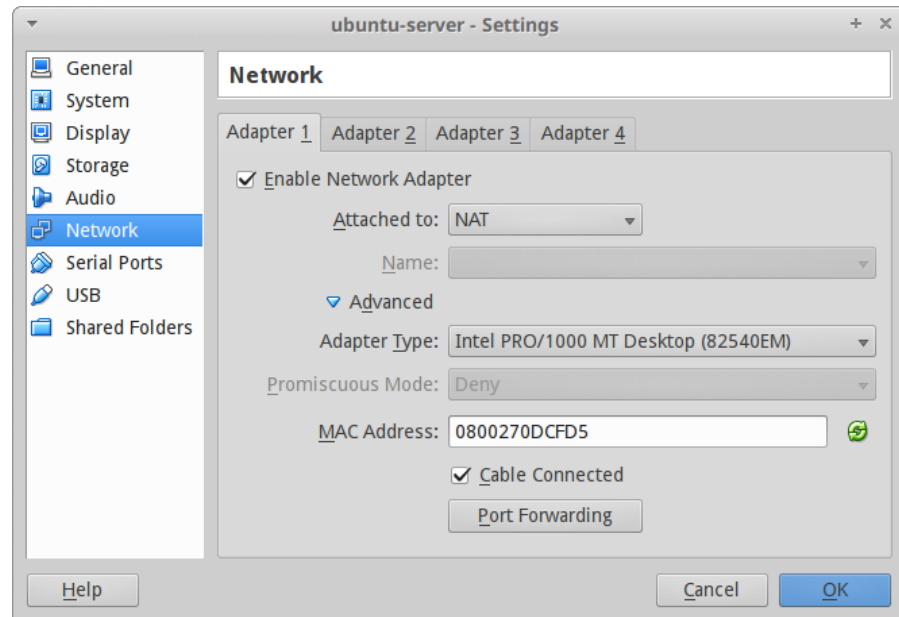 ubuntu-server - Settings
General
System
Display
Storage
Audio
Network
Serial Ports
USB
Shared Folders
Network
Adapter 1 Adapter 2 Adapter 3 Adapter 4
Enable Network Adapter
Attached to: NAT
Name:
Advanced
Adapter Type: Intel PRO/1000 MT Desktop (82540EM)
Promiscuous Mode: Deny
MAC Address: 0800270DCFD5
Cable Connected
Port Forwarding
Help Cancel OK